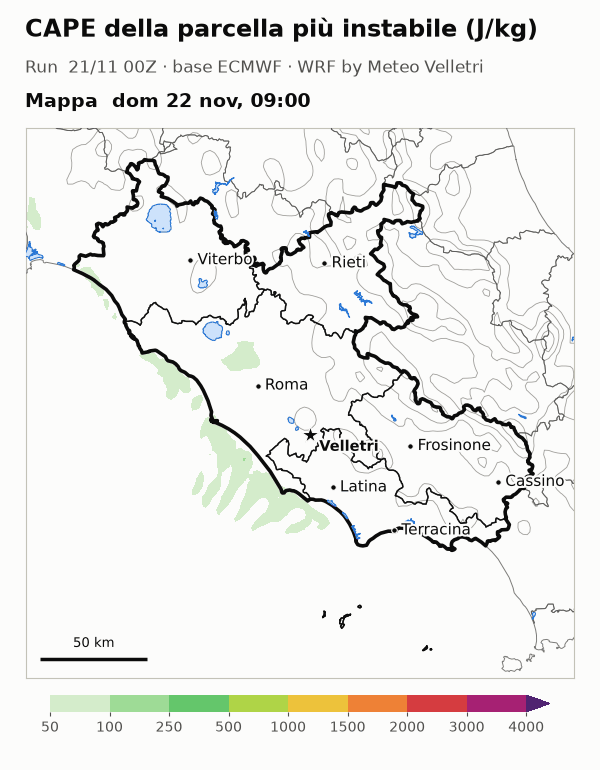 CAPE della parcella più instabile (J/kg)
Run 21/11 00Z · base ECMWF · WRF by Meteo Velletri
Mappa dom 22 nov, 09:00
Viterbo
Rieti
Roma
Velletri
Frosinone
Latina
Cassino
Terracina
50 km
50 100 250 500 1000 1500 2000 3000 4000